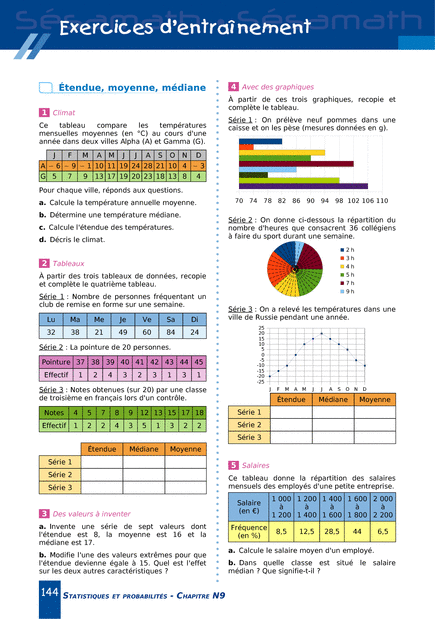 Sésamath
Sésamath
Exercices d'entraînement
Étendue, moyenne, médiane
1 Climat
Ce tableau compare les températures
mensuelles moyennes (en °C) au cours d'une
année dans deux villes Alpha (A) et Gamma (G).
J F M A M J J A S O N D
A − 6 − 9 − 1 10 11 19 24 28 21 10 4 − 3
G 5 7 9 13 17 19 20 23 18 13 8 4
Pour chaque ville, réponds aux questions.
a. Calcule la température annuelle moyenne.
b. Détermine une température médiane.
c. Calcule l'étendue des températures.
d. Décris le climat.
2 Tableaux
À partir des trois tableaux de données, recopie
et complète le quatrième tableau.
Série 1 : Nombre de personnes fréquentant un
club de remise en forme sur une semaine.
Lu Ma Me Je Ve Sa Di
32 38 21 49 60 84 24
Série 2 : La pointure de 20 personnes.
Pointure 37 38 39 40 41 42 43 44 45
Effectif 1 2 4 3 2 3 1 3 1
Série 3 : Notes obtenues (sur 20) par une classe
de troisième en français lors d'un contrôle.
Notes 4 5 7 8 9 12 13 15 17 18
Effectif 1 2 2 4 3 5 1 3 2 2
Étendue Médiane Moyenne
Série 1
Série 2
Série 3
3 Des valeurs à inventer
a. Invente une série de sept valeurs dont
l'étendue est 8, la moyenne est 16 et la
médiane est 17.
b. Modifie l'une des valeurs extrêmes pour que
l'étendue devienne égale à 15. Quel est l'effet
sur les deux autres caractéristiques ?
4 Avec des graphiques
À partir de ces trois graphiques, recopie et
complète le tableau.
Série 1 : On prélève neuf pommes dans une
caisse et on les pèse (mesures données en g).
70 74 78 82 86 90 94 98 102 106 110
Série 2 : On donne ci-dessous la répartition du
nombre d'heures que consacrent 36 collégiens
à faire du sport durant une semaine.
2 h
3 h
4 h
5 h
7 h
9 h
Série 3 : On a relevé les températures dans une
ville de Russie pendant une année.
25
20
15
10
5
0
-5
-10
-15
-20
-25
J F M A M J J A S O N D
Étendue Médiane Moyenne
Série 1
Série 2
Série 3
5 Salaires
Ce tableau donne la répartition des salaires
mensuels des employés d'une petite entreprise.
Salaire (en €) 1 000 à 1 200 1 200 à 1 400 1 400 à 1 600 1 600 à 1 800 2 000 à 2 200
Fréquence (en %) 8,5 12,5 28,5 44 6,5
a. Calcule le salaire moyen d'un employé.
b. Dans quelle classe est situé le salaire
médian ? Que signifie-t-il ?
144 STATISTIQUES ET PROBABILITÉS - CHAPITRE N9